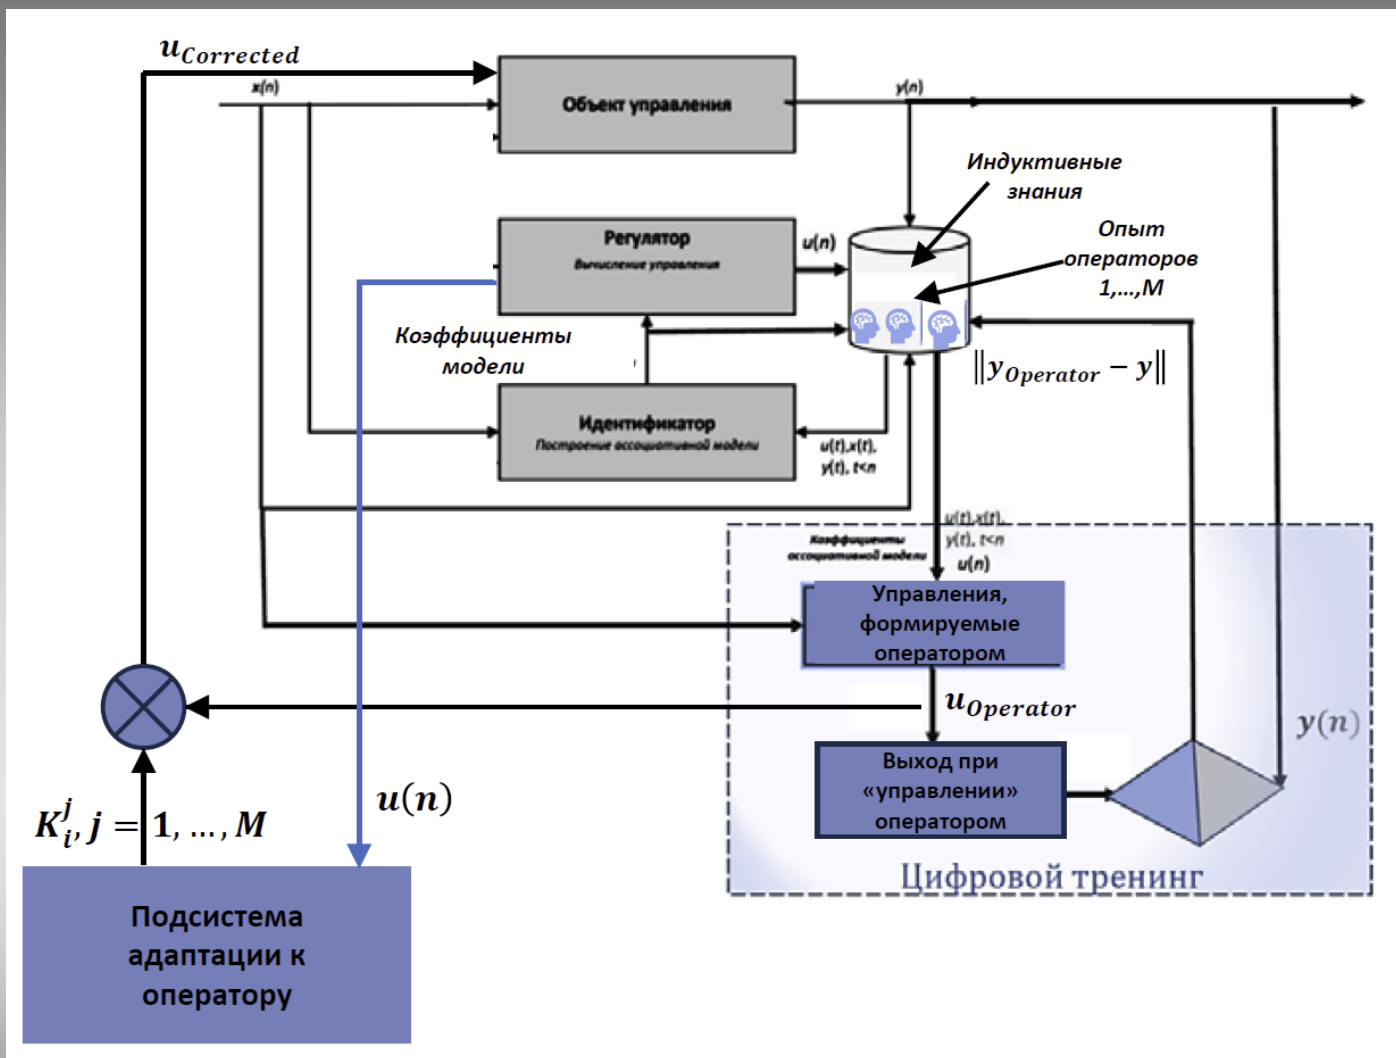 u_Corrected
x(n)
Объект управления
y(n)
Индуктивные
знания
Опыт
операторов
1,...,M
Регулятор
Вычисление управления
u(n)
Коэффициенты
модели
‖y_Operator − y‖
Идентификатор
Построение ассоциативной модели
u(t),x(t),
y(t), t<n
u(t),x(t),
y(t), t<n
Коэффициенты
ассоциативной модели
u(n)
Управления,
формируемые
оператором
u_Operator
y(n)
Выход при
«управлении»
оператором
Цифровой тренинг
u(n)
K_i^j, j = 1, ..., M
Подсистема
адаптации к
оператору